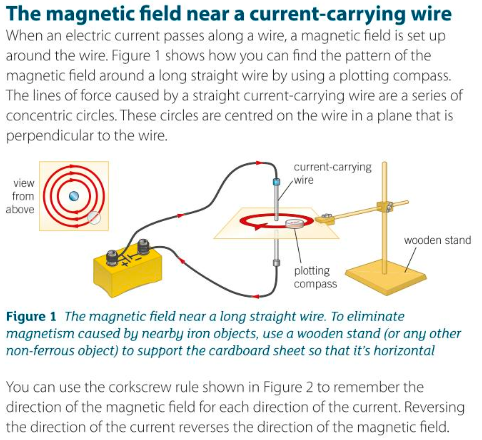 The magnetic field near a current-carrying wire
When an electric current passes along a wire, a magnetic field is set up
around the wire. Figure 1 shows how you can find the pattern of the
magnetic field around a long straight wire by using a plotting compass.
The lines of force caused by a straight current-carrying wire are a series of
concentric circles. These circles are centred on the wire in a plane that is
perpendicular to the wire.
view
from
above
current-carrying
wire
+
−
wooden stand
plotting
compass
Figure 1 The magnetic field near a long straight wire. To eliminate
magnetism caused by nearby iron objects, use a wooden stand (or any other
non-ferrous object) to support the cardboard sheet so that it's horizontal
You can use the corkscrew rule shown in Figure 2 to remember the
direction of the magnetic field for each direction of the current. Reversing
the direction of the current reverses the direction of the magnetic field.